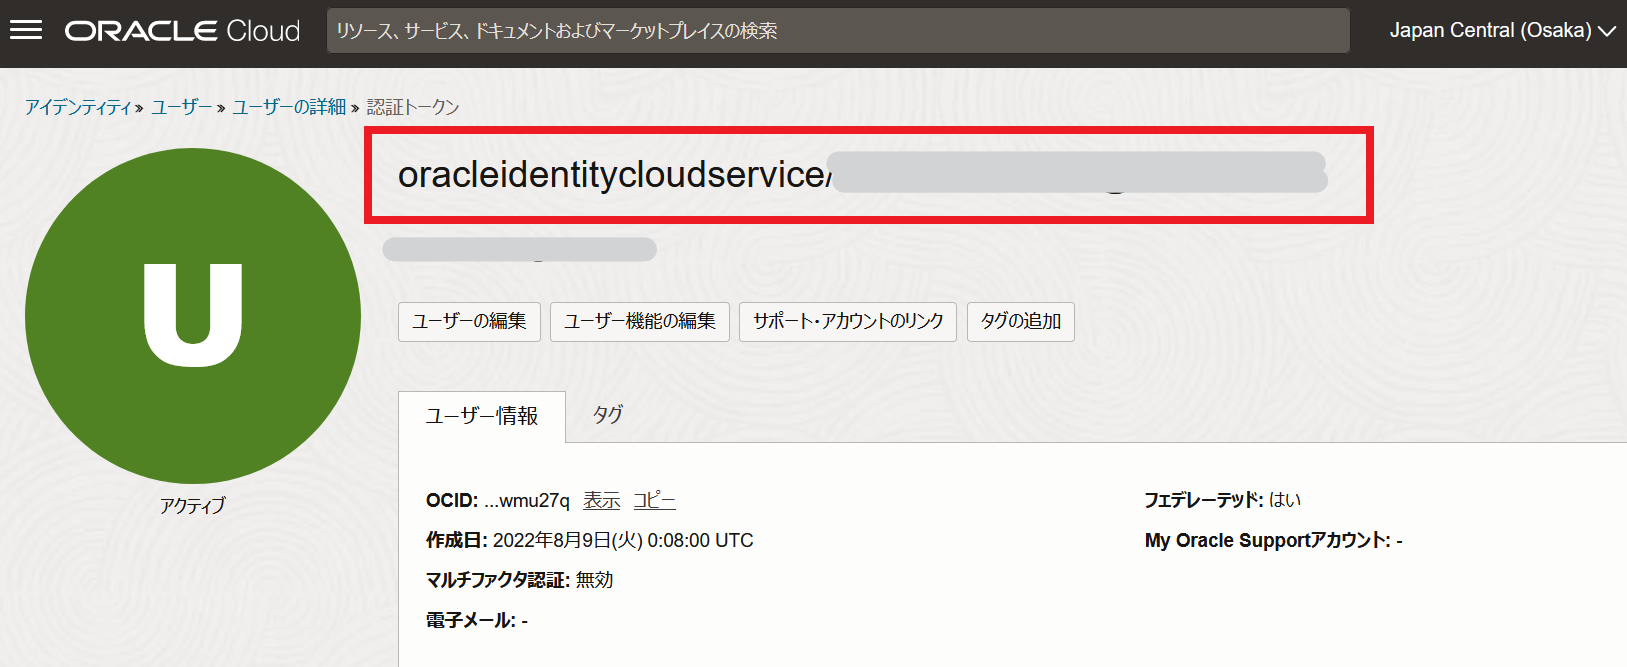 ORACLE Cloud
リソース、サービス、ドキュメントおよびマーケットプレイスの検索
Japan Central (Osaka)
アイデンティティ » ユーザー » ユーザーの詳細 » 認証トークン
oracleidentitycloudservice/
U
アクティブ
ユーザーの編集 ユーザー機能の編集 サポート・アカウントのリンク タグの追加
ユーザー情報 タグ
OCID: ...wmu27q 表示 コピー
作成日: 2022年8月9日(火) 0:08:00 UTC
マルチファクタ認証: 無効
電子メール: -
フェデレーテッド: はい
My Oracle Supportアカウント: -